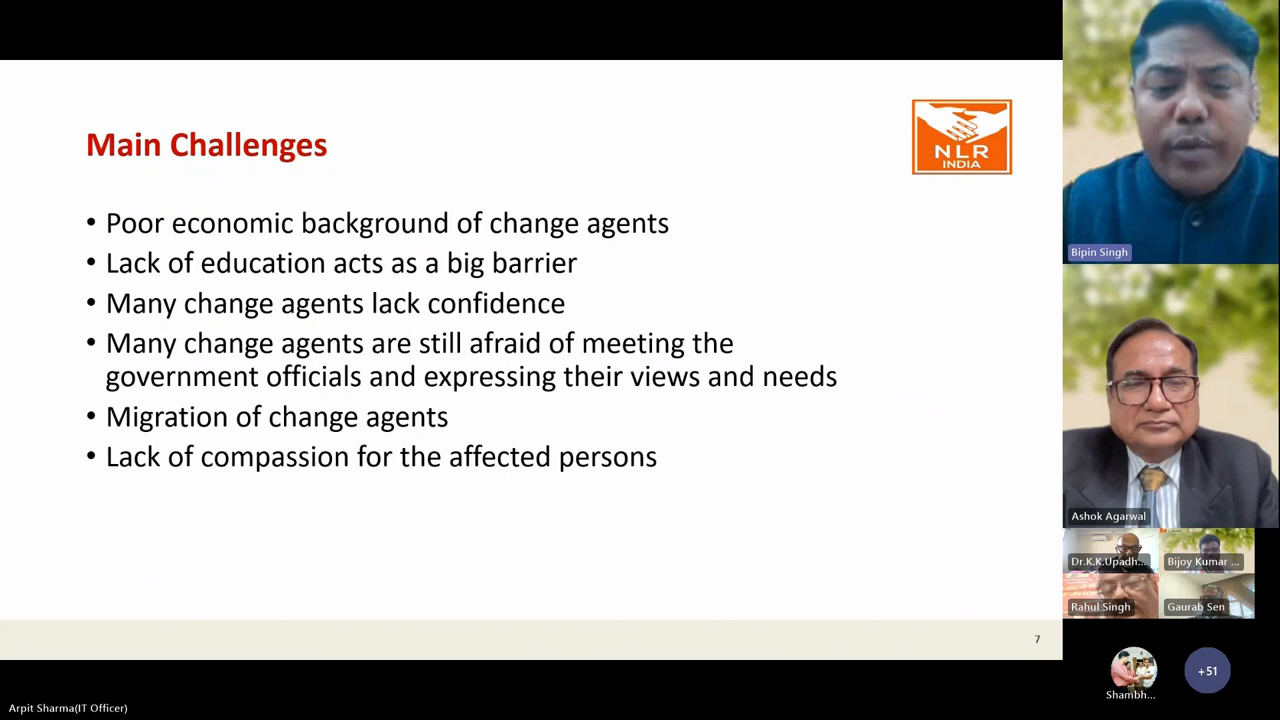 Main Challenges
NLR
INDIA
• Poor economic background of change agents
• Lack of education acts as a big barrier
• Many change agents lack confidence
• Many change agents are still afraid of meeting the
government officials and expressing their views and needs
• Migration of change agents
• Lack of compassion for the affected persons
7
Bipin Singh
Ashok Agarwal
Dr.K.K.Upadh...
Bijoy Kumar ...
Rahul Singh
Gaurab Sen
Shambh...
+51
Arpit Sharma(IT Officer)